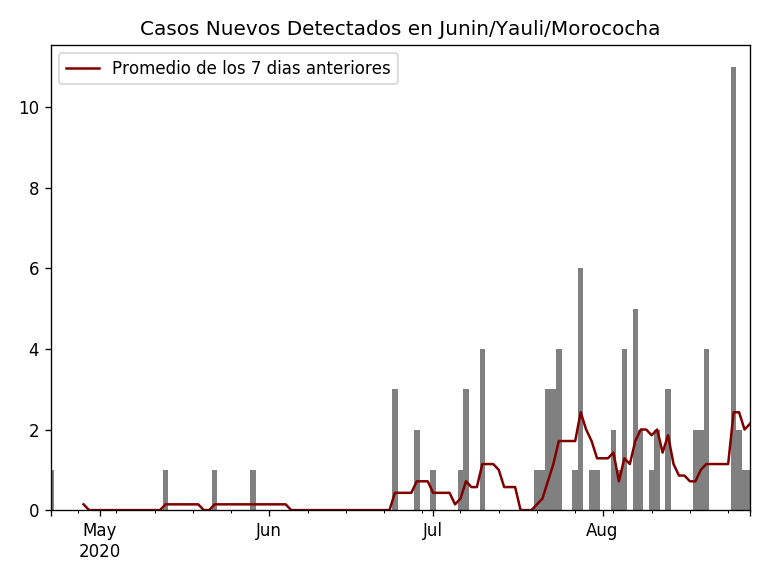 Casos Nuevos Detectados en Junin/Yauli/Morococha
Promedio de los 7 dias anteriores
10
8
6
4
2
0
May
2020
Jun
Jul
Aug